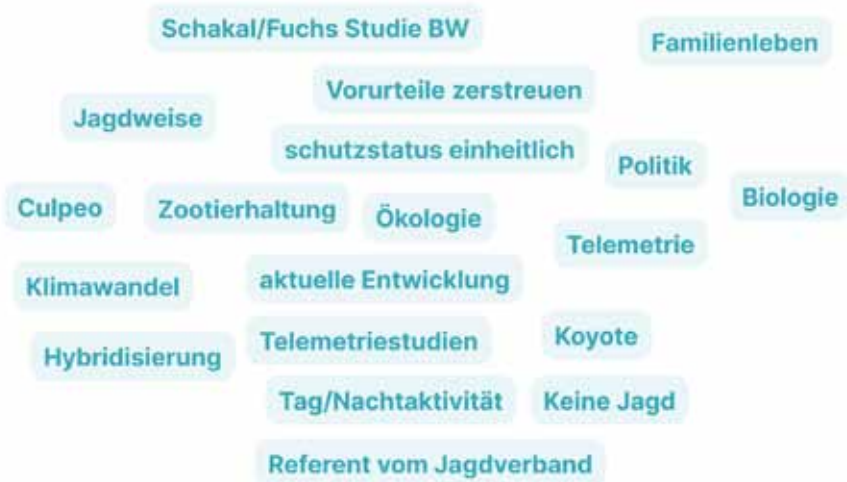 Schakal/Fuchs Studie BW
Familienleben
Vorurteile zerstreuen
Jagdweise
schutzstatus einheitlich
Politik
Biologie
Culpeo
Zootierhaltung
Ökologie
Telemetrie
Klimawandel
aktuelle Entwicklung
Hybridisierung
Telemetriestudien
Koyote
Tag/Nachtaktivität
Keine Jagd
Referent vom Jagdverband